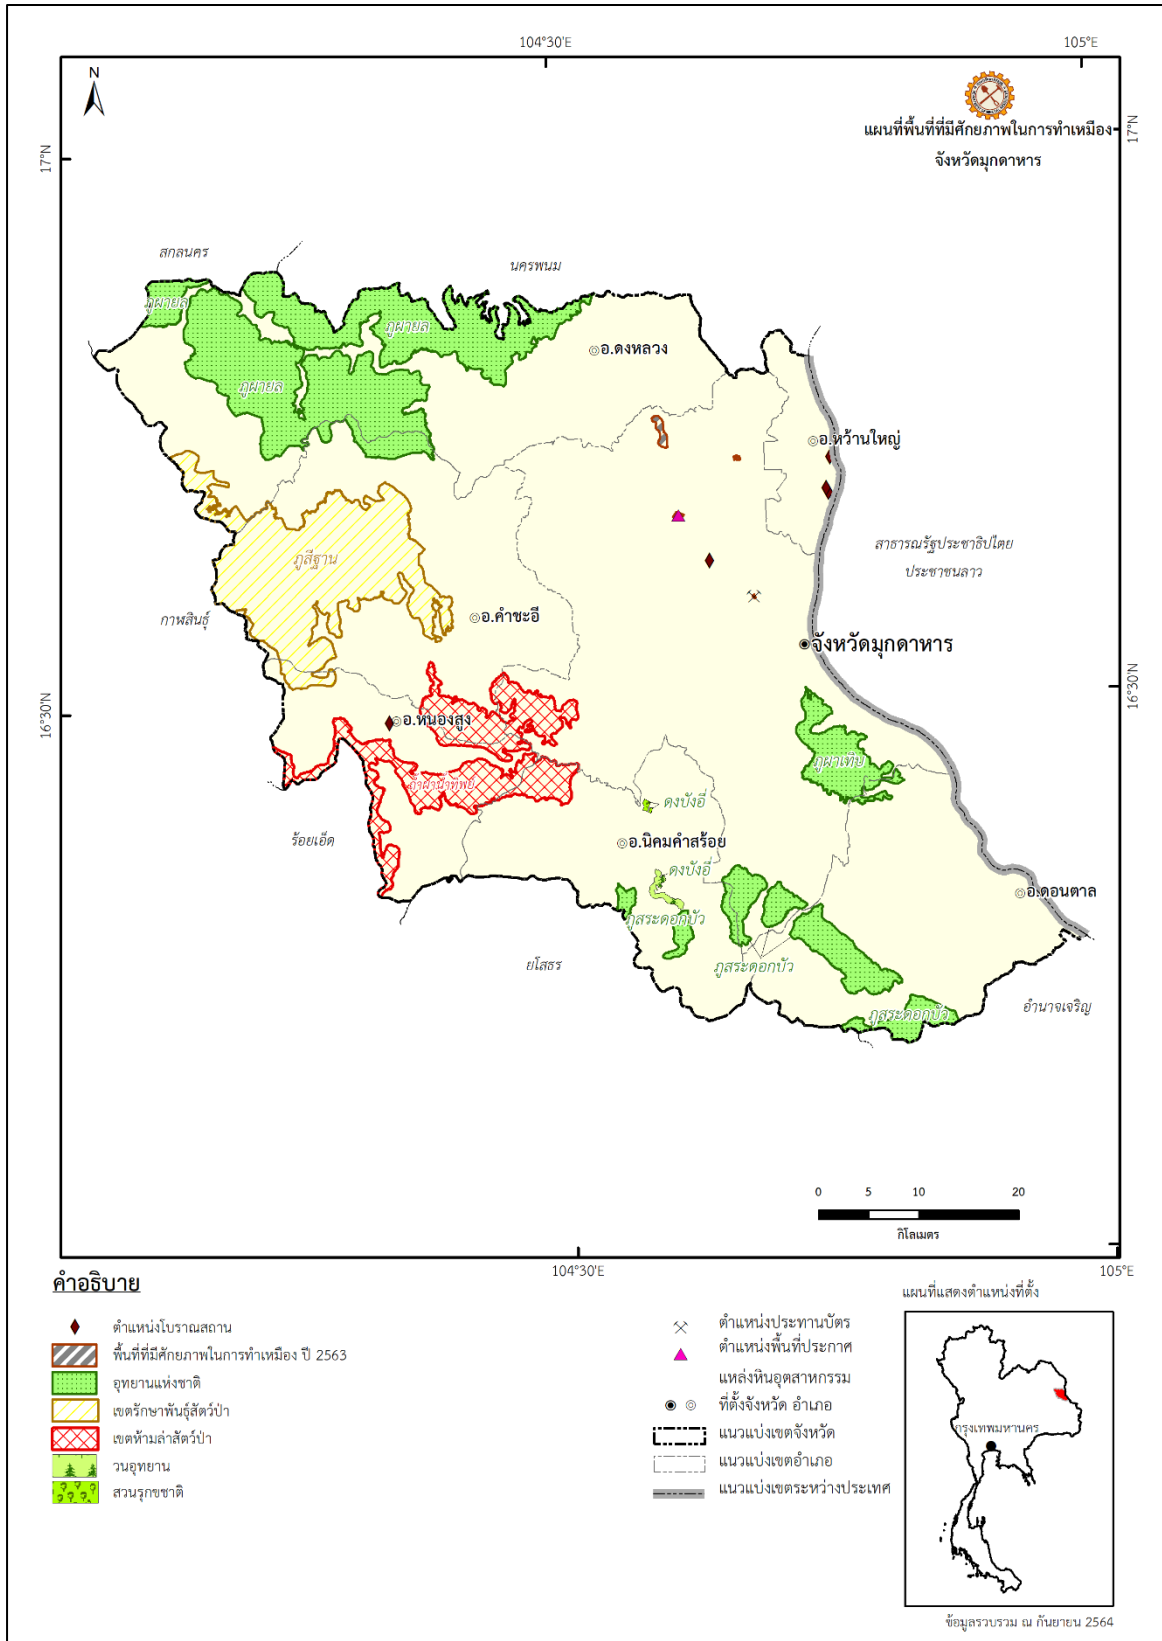 104°30'E
105°E
N
แผนที่พื้นที่ที่มีศักยภาพในการทำเหมือง
จังหวัดมุกดาหาร
17°N
17°N
สกลนคร
นครพนม
ภูผายล
ภูผายล
ภูผายล
อ.ดงหลวง
อ.หว้านใหญ่
สาธารณรัฐประชาธิปไตย
ประชาชนลาว
ภูสีฐาน
กาฬสินธุ์
อ.คำชะอี
จังหวัดมุกดาหาร
16°30'N
16°30'N
อ.หนองสูง
ภูผาเทิบ
ถ้ำผาน้ำทิพย์
ดงบังอี่
ร้อยเอ็ด
อ.นิคมคำสร้อย
ดงบังอี่
อ.ดอนตาล
ภูสระดอกบัว
ยโสธร
ภูสระดอกบัว
อำนาจเจริญ
ภูสระดอกบัว
0 5 10 20
กิโลเมตร
104°30'E
105°E
คำอธิบาย
ตำแหน่งโบราณสถาน
พื้นที่ที่มีศักยภาพในการทำเหมือง ปี 2563
อุทยานแห่งชาติ
เขตรักษาพันธุ์สัตว์ป่า
เขตห้ามล่าสัตว์ป่า
วนอุทยาน
สวนรุกขชาติ
ตำแหน่งประทานบัตร
ตำแหน่งพื้นที่ประกาศ
แหล่งหินอุตสาหกรรม
ที่ตั้งจังหวัด อำเภอ
แนวแบ่งเขตจังหวัด
แนวแบ่งเขตอำเภอ
แนวแบ่งเขตระหว่างประเทศ
แผนที่แสดงตำแหน่งที่ตั้ง
กรุงเทพมหานคร
ข้อมูลรวบรวม ณ กันยายน 2564